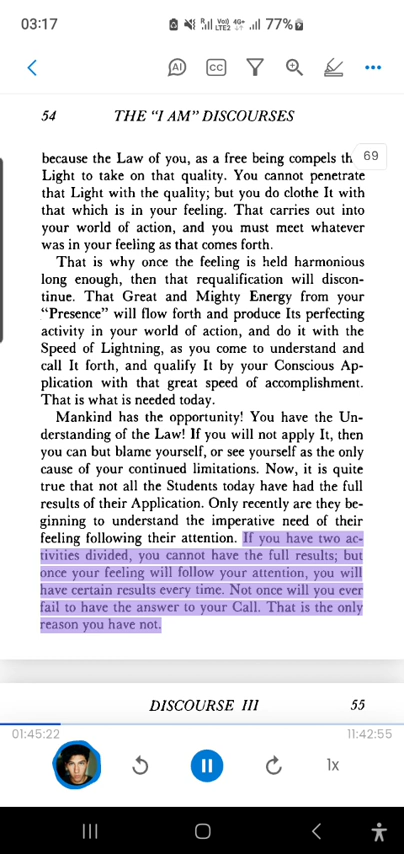 03:17
77%
AI
CC
54 THE “I AM” DISCOURSES
69
because the Law of you, as a free being compels
Light to take on that quality. You cannot penetrate
that Light with the quality; but you do clothe It with
that which is in your feeling. That carries out into
your world of action, and you must meet whatever
was in your feeling as that comes forth.
That is why once the feeling is held harmonious
long enough, then that requalification will discon-
tinue. That Great and Mighty Energy from your
“Presence” will flow forth and produce Its perfecting
activity in your world of action, and do it with the
Speed of Lightning, as you come to understand and
call It forth, and qualify It by your Conscious Ap-
plication with that great speed of accomplishment.
That is what is needed today.
Mankind has the opportunity! You have the Un-
derstanding of the Law! If you will not apply It, then
you can but blame yourself, or see yourself as the only
cause of your continued limitations. Now, it is quite
true that not all the Students today have had the full
results of their Application. Only recently are they be-
ginning to understand the imperative need of their
feeling following their attention. If you have two ac-
tivities divided, you cannot have the full results; but
once your feeling will follow your attention, you will
have certain results every time. Not once will you ever
fail to have the answer to your Call. That is the only
reason you have not.
DISCOURSE III 55
01:45:22 11:42:55
1x